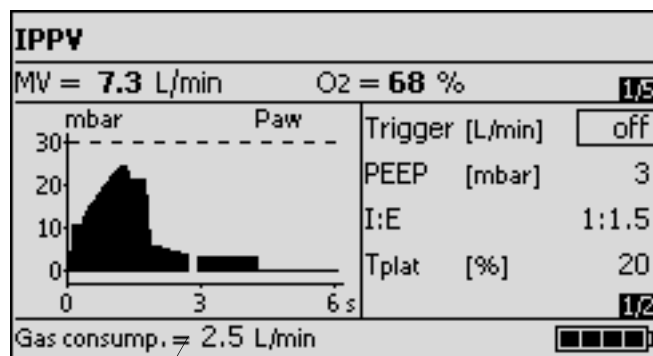 IPPV
MV = 7.3 L/min O2 = 68 %
1/5
mbar Paw
30
20
10
0
0 3 6 s
Trigger [L/min] off
PEEP [mbar] 3
I:E 1:1.5
Tplat [%] 20
1/2
Gas consump. = 2.5 L/min